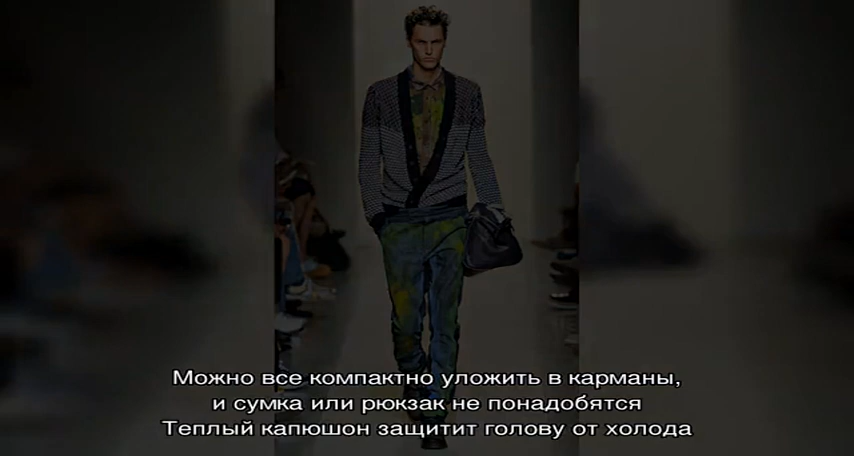 Можно все компактно уложить в карманы,
и сумка или рюкзак не понадобятся
Теплый капюшон защитит голову от холода